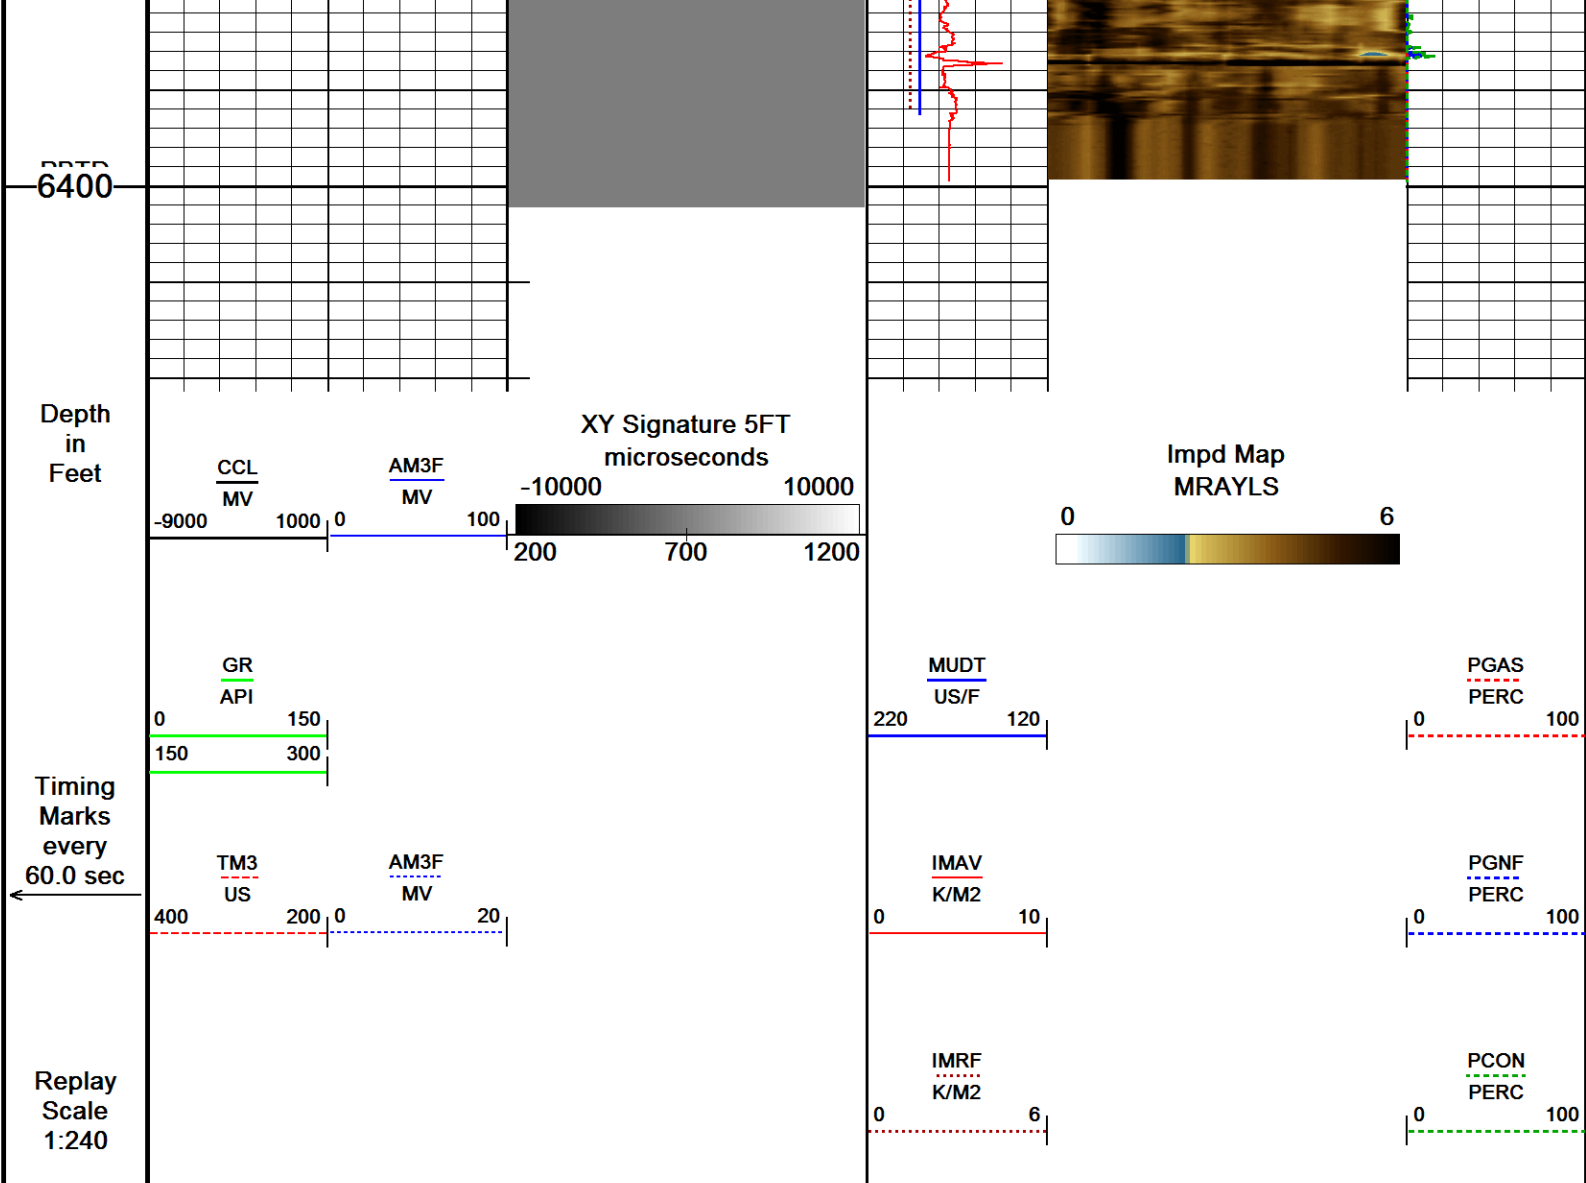 6400
Depth
in
Feet
CCL
MV
-9000 1000
AM3F
MV
0 100
XY Signature 5FT
microseconds
-10000 10000
200 700 1200
Impd Map
MRAYLS
0 6
GR
API
0 150
150 300
MUDT
US/F
220 120
PGAS
PERC
0 100
Timing
Marks
every
60.0 sec
TM3
US
400 200
AM3F
MV
0 20
IMAV
K/M2
0 10
PGNF
PERC
0 100
Replay
Scale
1:240
IMRF
K/M2
0 6
PCON
PERC
0 100